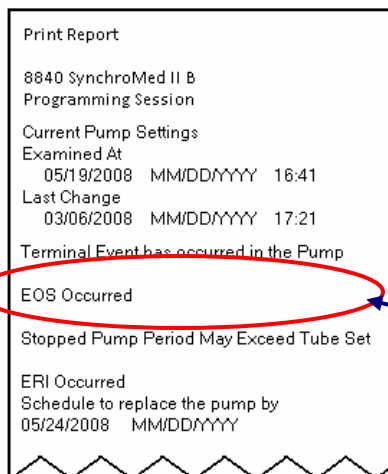 Print Report
8840 SynchroMed II B
Programming Session
Current Pump Settings
Examined At
05/19/2008 MM/DD/YYYY 16:41
Last Change
03/06/2008 MM/DD/YYYY 17:21
Terminal Event has occurred in the Pump
EOS Occurred
Stopped Pump Period May Exceed Tube Set
ERI Occurred
Schedule to replace the pump by
05/24/2008 MM/DD/YYYY